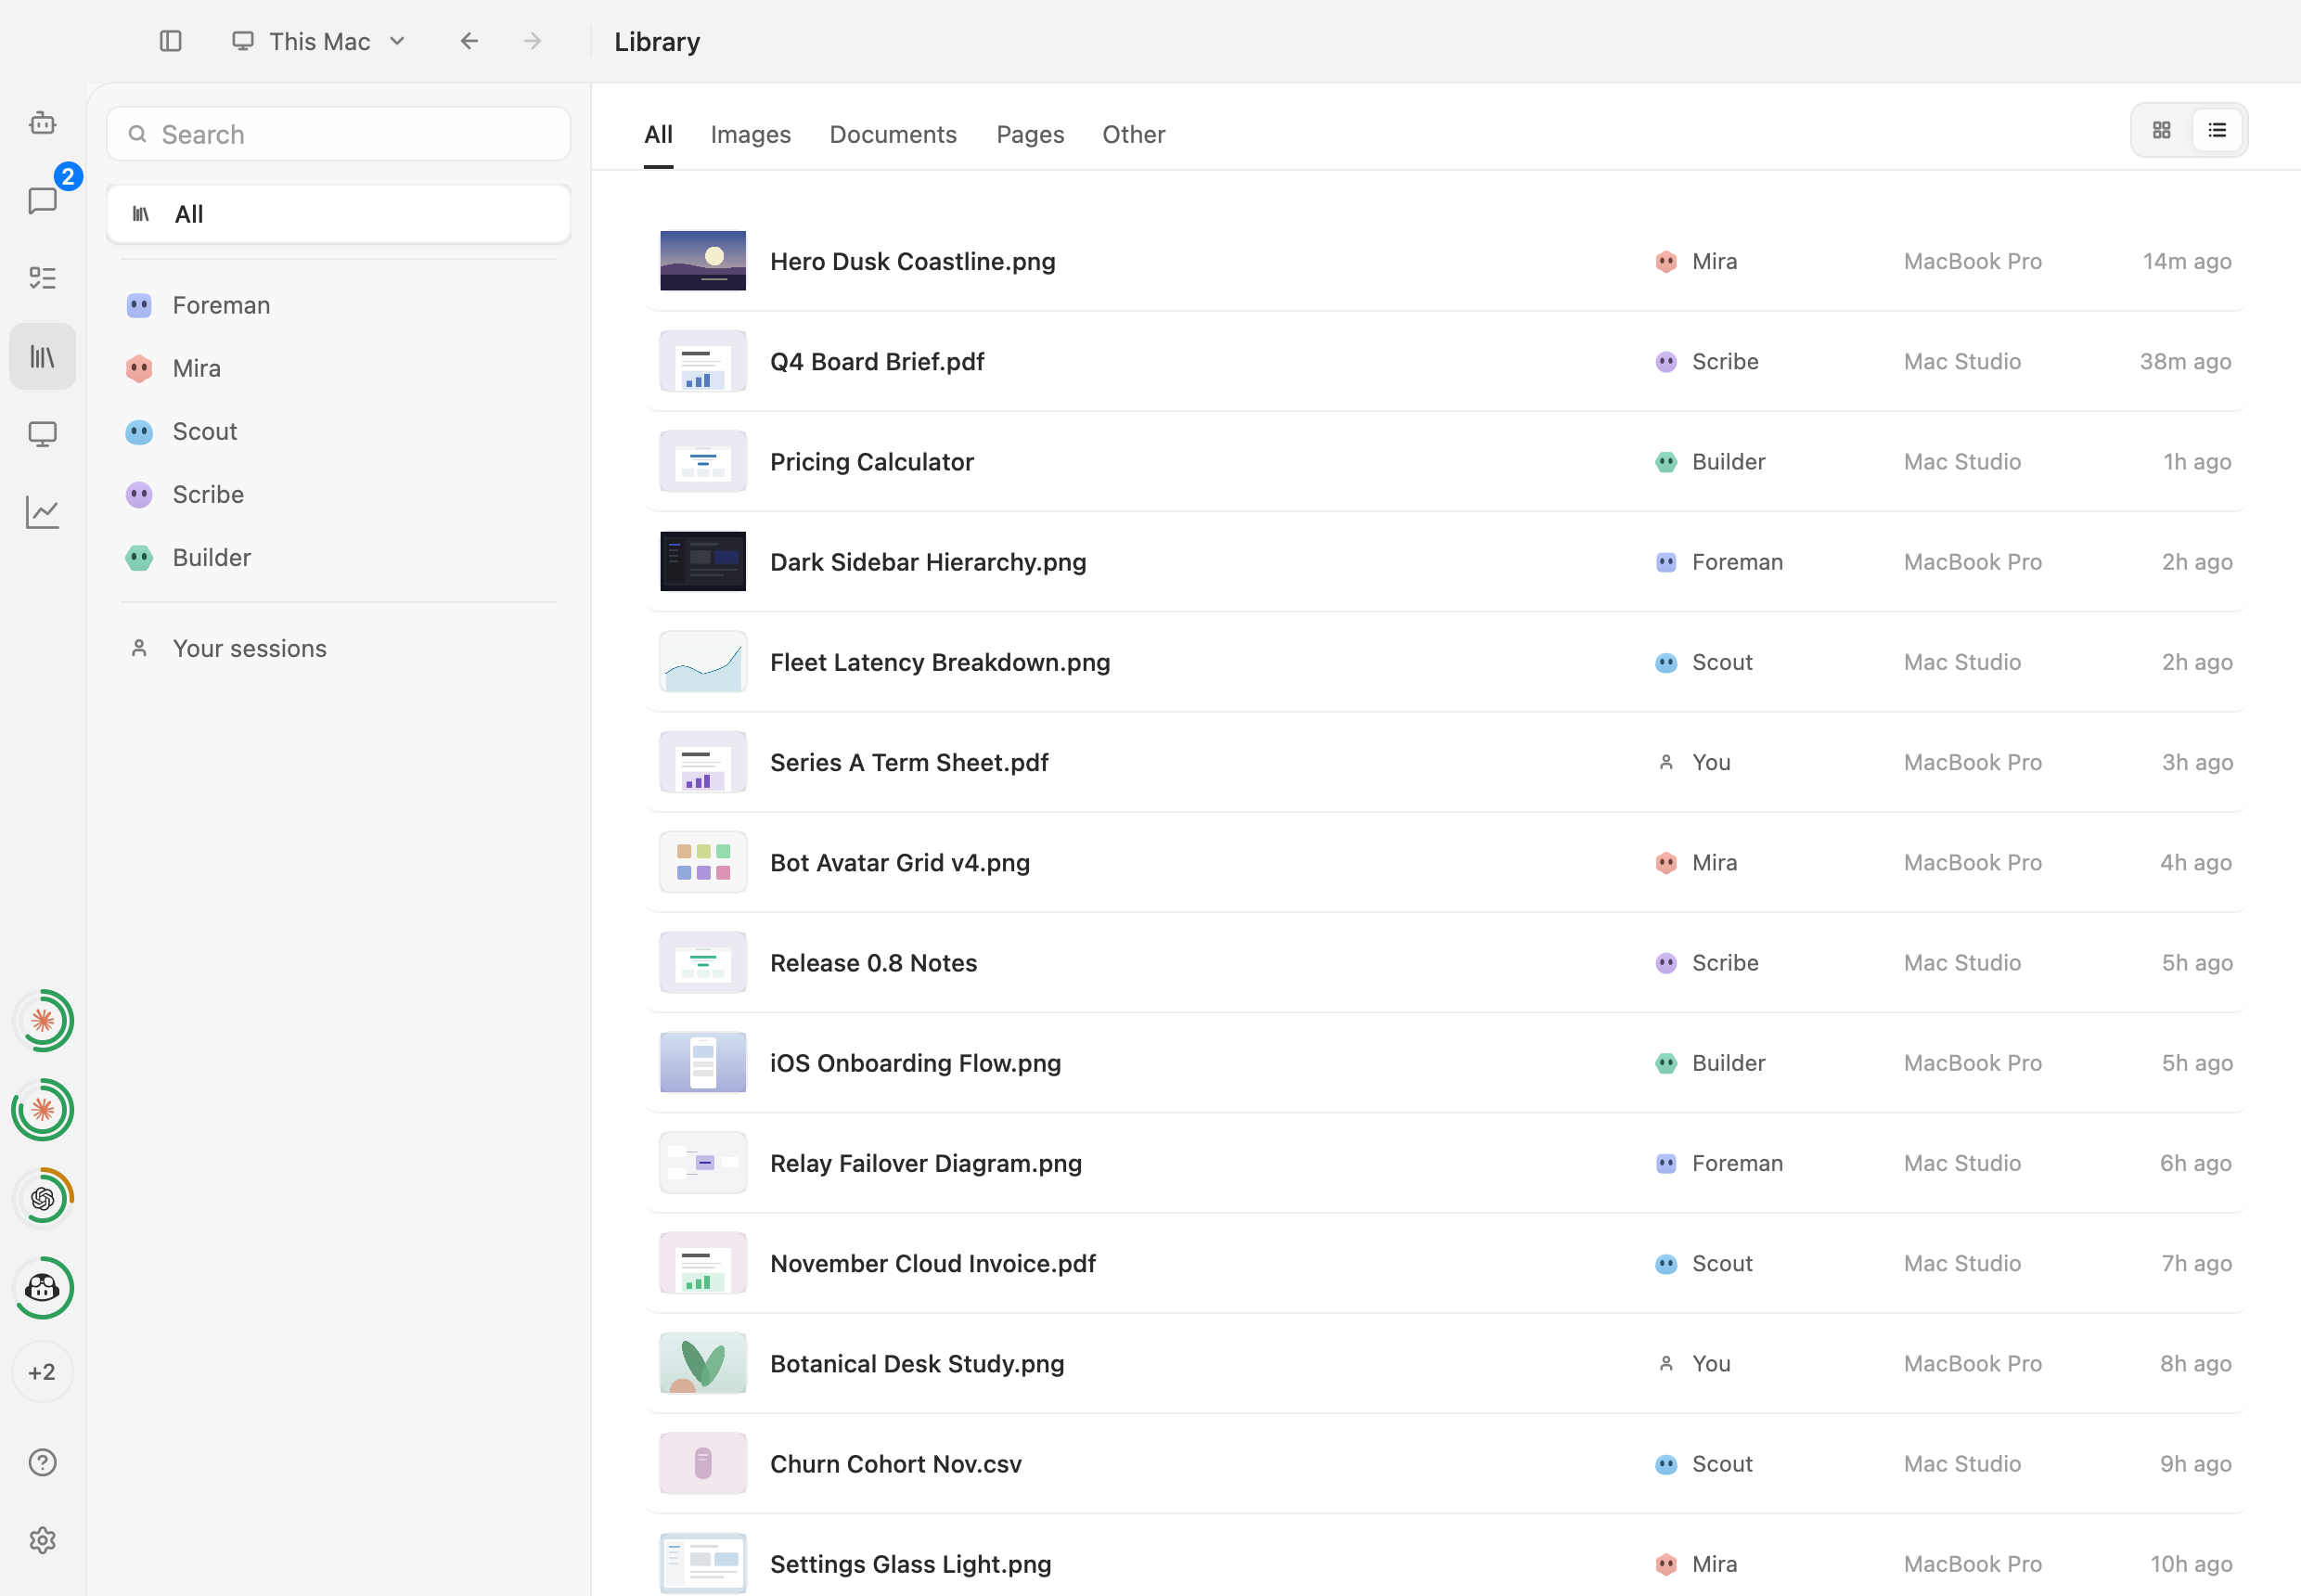 This Mac
Library
2
Search
All
Foreman
Mira
Scout
Scribe
Builder
Your sessions
+2
All Images Documents Pages Other
Hero Dusk Coastline.png Mira MacBook Pro 14m ago
Q4 Board Brief.pdf Scribe Mac Studio 38m ago
Pricing Calculator Builder Mac Studio 1h ago
Dark Sidebar Hierarchy.png Foreman MacBook Pro 2h ago
Fleet Latency Breakdown.png Scout Mac Studio 2h ago
Series A Term Sheet.pdf You MacBook Pro 3h ago
Bot Avatar Grid v4.png Mira MacBook Pro 4h ago
Release 0.8 Notes Scribe Mac Studio 5h ago
iOS Onboarding Flow.png Builder MacBook Pro 5h ago
Relay Failover Diagram.png Foreman Mac Studio 6h ago
November Cloud Invoice.pdf Scout Mac Studio 7h ago
Botanical Desk Study.png You MacBook Pro 8h ago
Churn Cohort Nov.csv Scout Mac Studio 9h ago
Settings Glass Light.png Mira MacBook Pro 10h ago